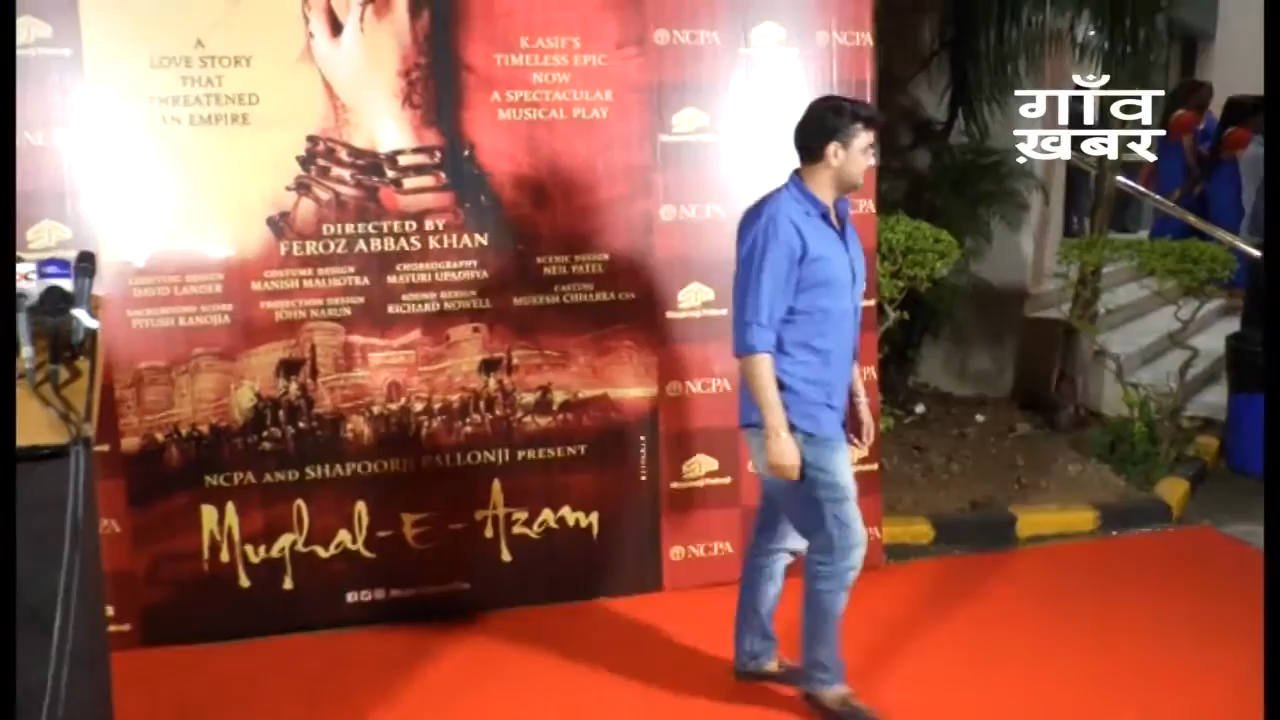 A
LOVE STORY
THAT
THREATENED
AN EMPIRE
K.ASIF'S
TIMELESS EPIC
NOW
A SPECTACULAR
MUSICAL PLAY
NCPA
NCPA
गाँव
ख़बर
DIRECTED BY
FEROZ ABBAS KHAN
LIGHTING DESIGN
DAVID LANDER
COSTUME DESIGN
MANISH MALHOTRA
CHOREOGRAPHY
MAYURI UPADHYA
SCENIC DESIGN
NEIL PATEL
BACKGROUND SCORE
PIYUSH KANOJIA
PROJECTION DESIGN
JOHN NARUN
SOUND DESIGN
RICHARD NOWELL
CASTING
MUKESH CHHABRA CSA
NCPA
NCPA
NCPA AND SHAPOORJI PALLONJI PRESENT
Mughal-E-Azam
NCPA